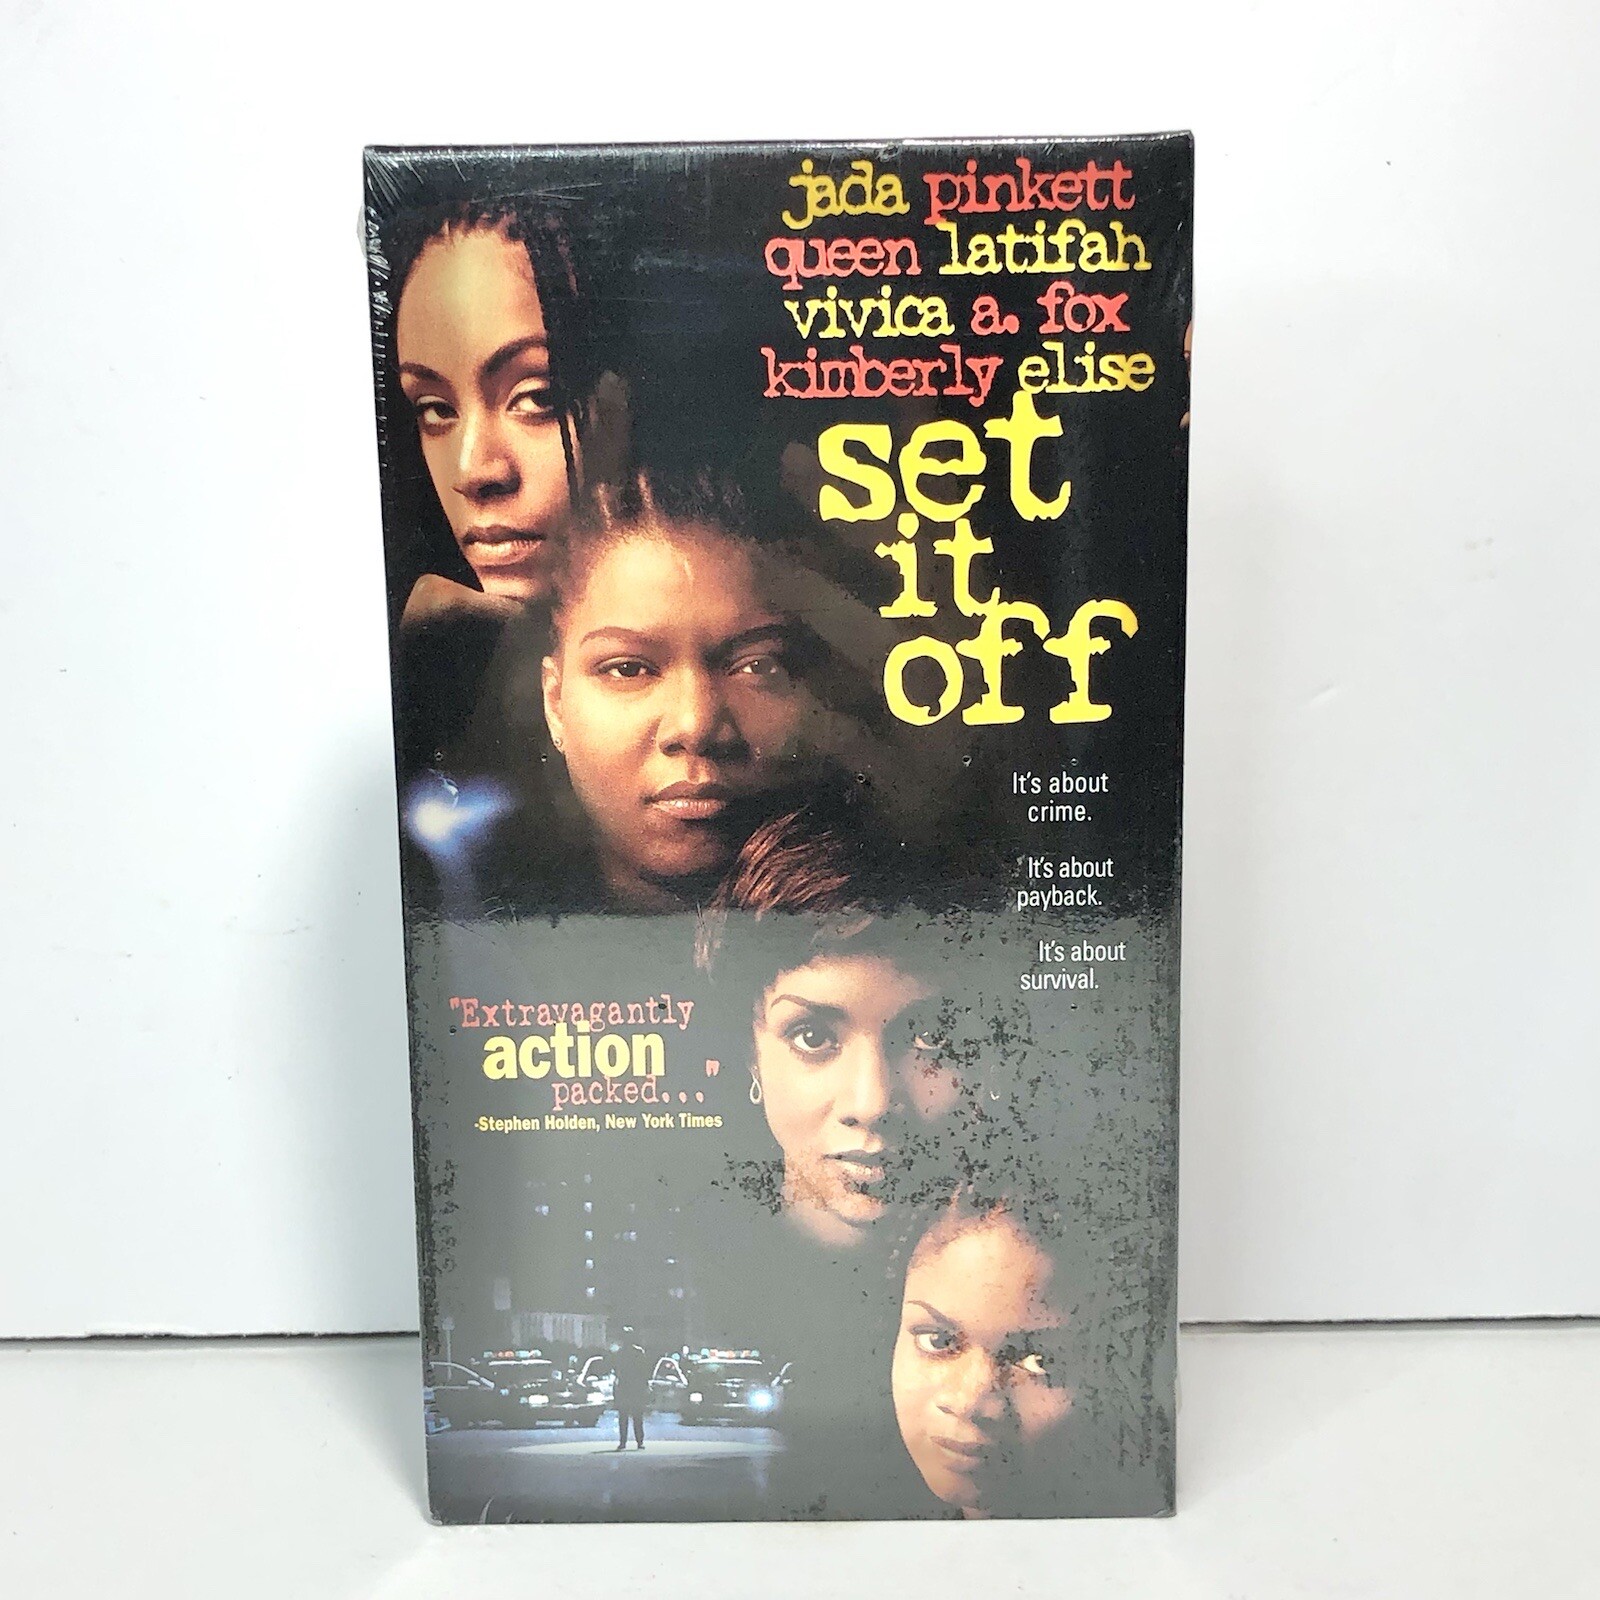 jada pinkett
queen latifah
vivica a. fox
kimberly elise
set
it
off
It's about
crime.
It's about
payback.
It's about
survival.
"Extravagantly
action
packed..."
-Stephen Holden, New York Times